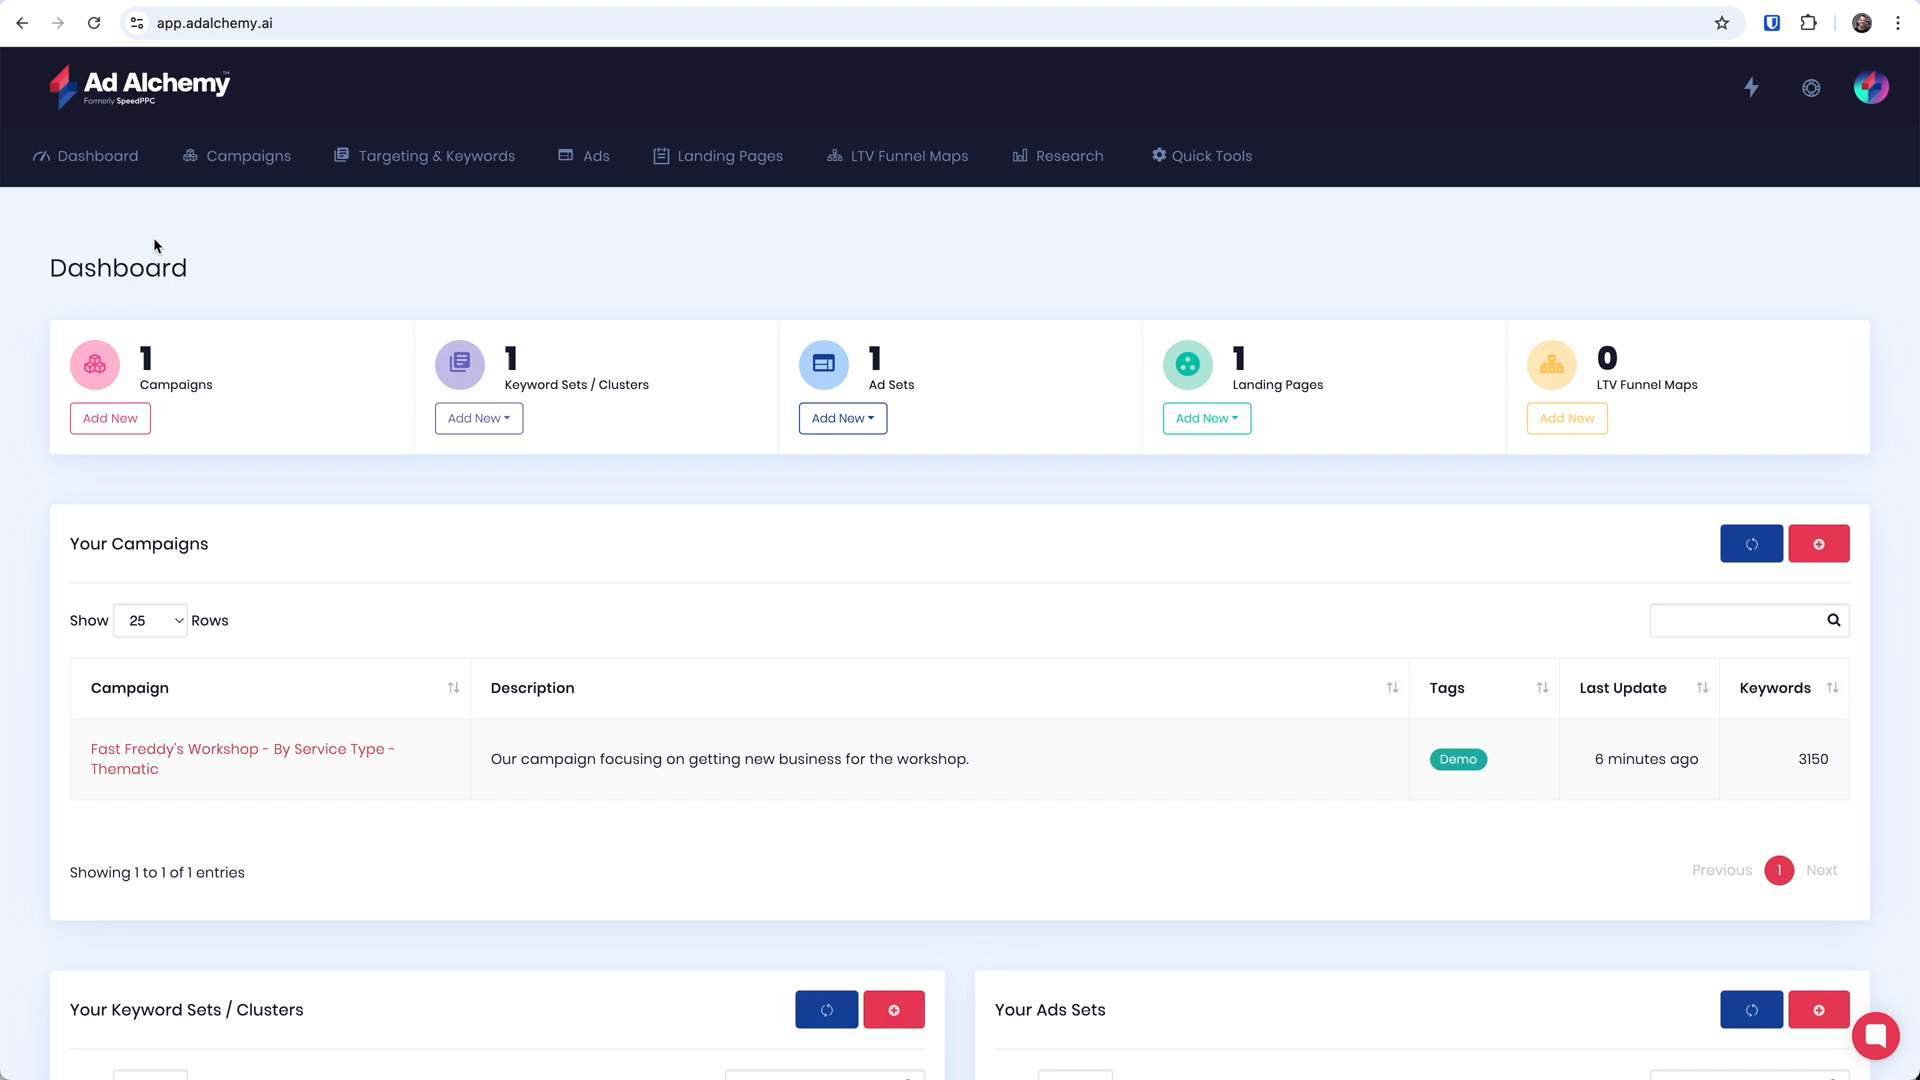 app.adalchemy.ai
Ad Alchemy™
Formerly SpeedPPC
Dashboard
Campaigns
Targeting & Keywords
Ads
Landing Pages
LTV Funnel Maps
Research
Quick Tools
Dashboard
1
Campaigns
Add New
1
Keyword Sets / Clusters
Add New
1
Ad Sets
Add New
1
Landing Pages
Add New
0
LTV Funnel Maps
Add New
Your Campaigns
Show 25 Rows
Campaign
Description
Tags
Last Update
Keywords
Fast Freddy's Workshop - By Service Type -
Thematic
Our campaign focusing on getting new business for the workshop.
Demo
6 minutes ago
3150
Showing 1 to 1 of 1 entries
Previous 1 Next
Your Keyword Sets / Clusters
Your Ads Sets